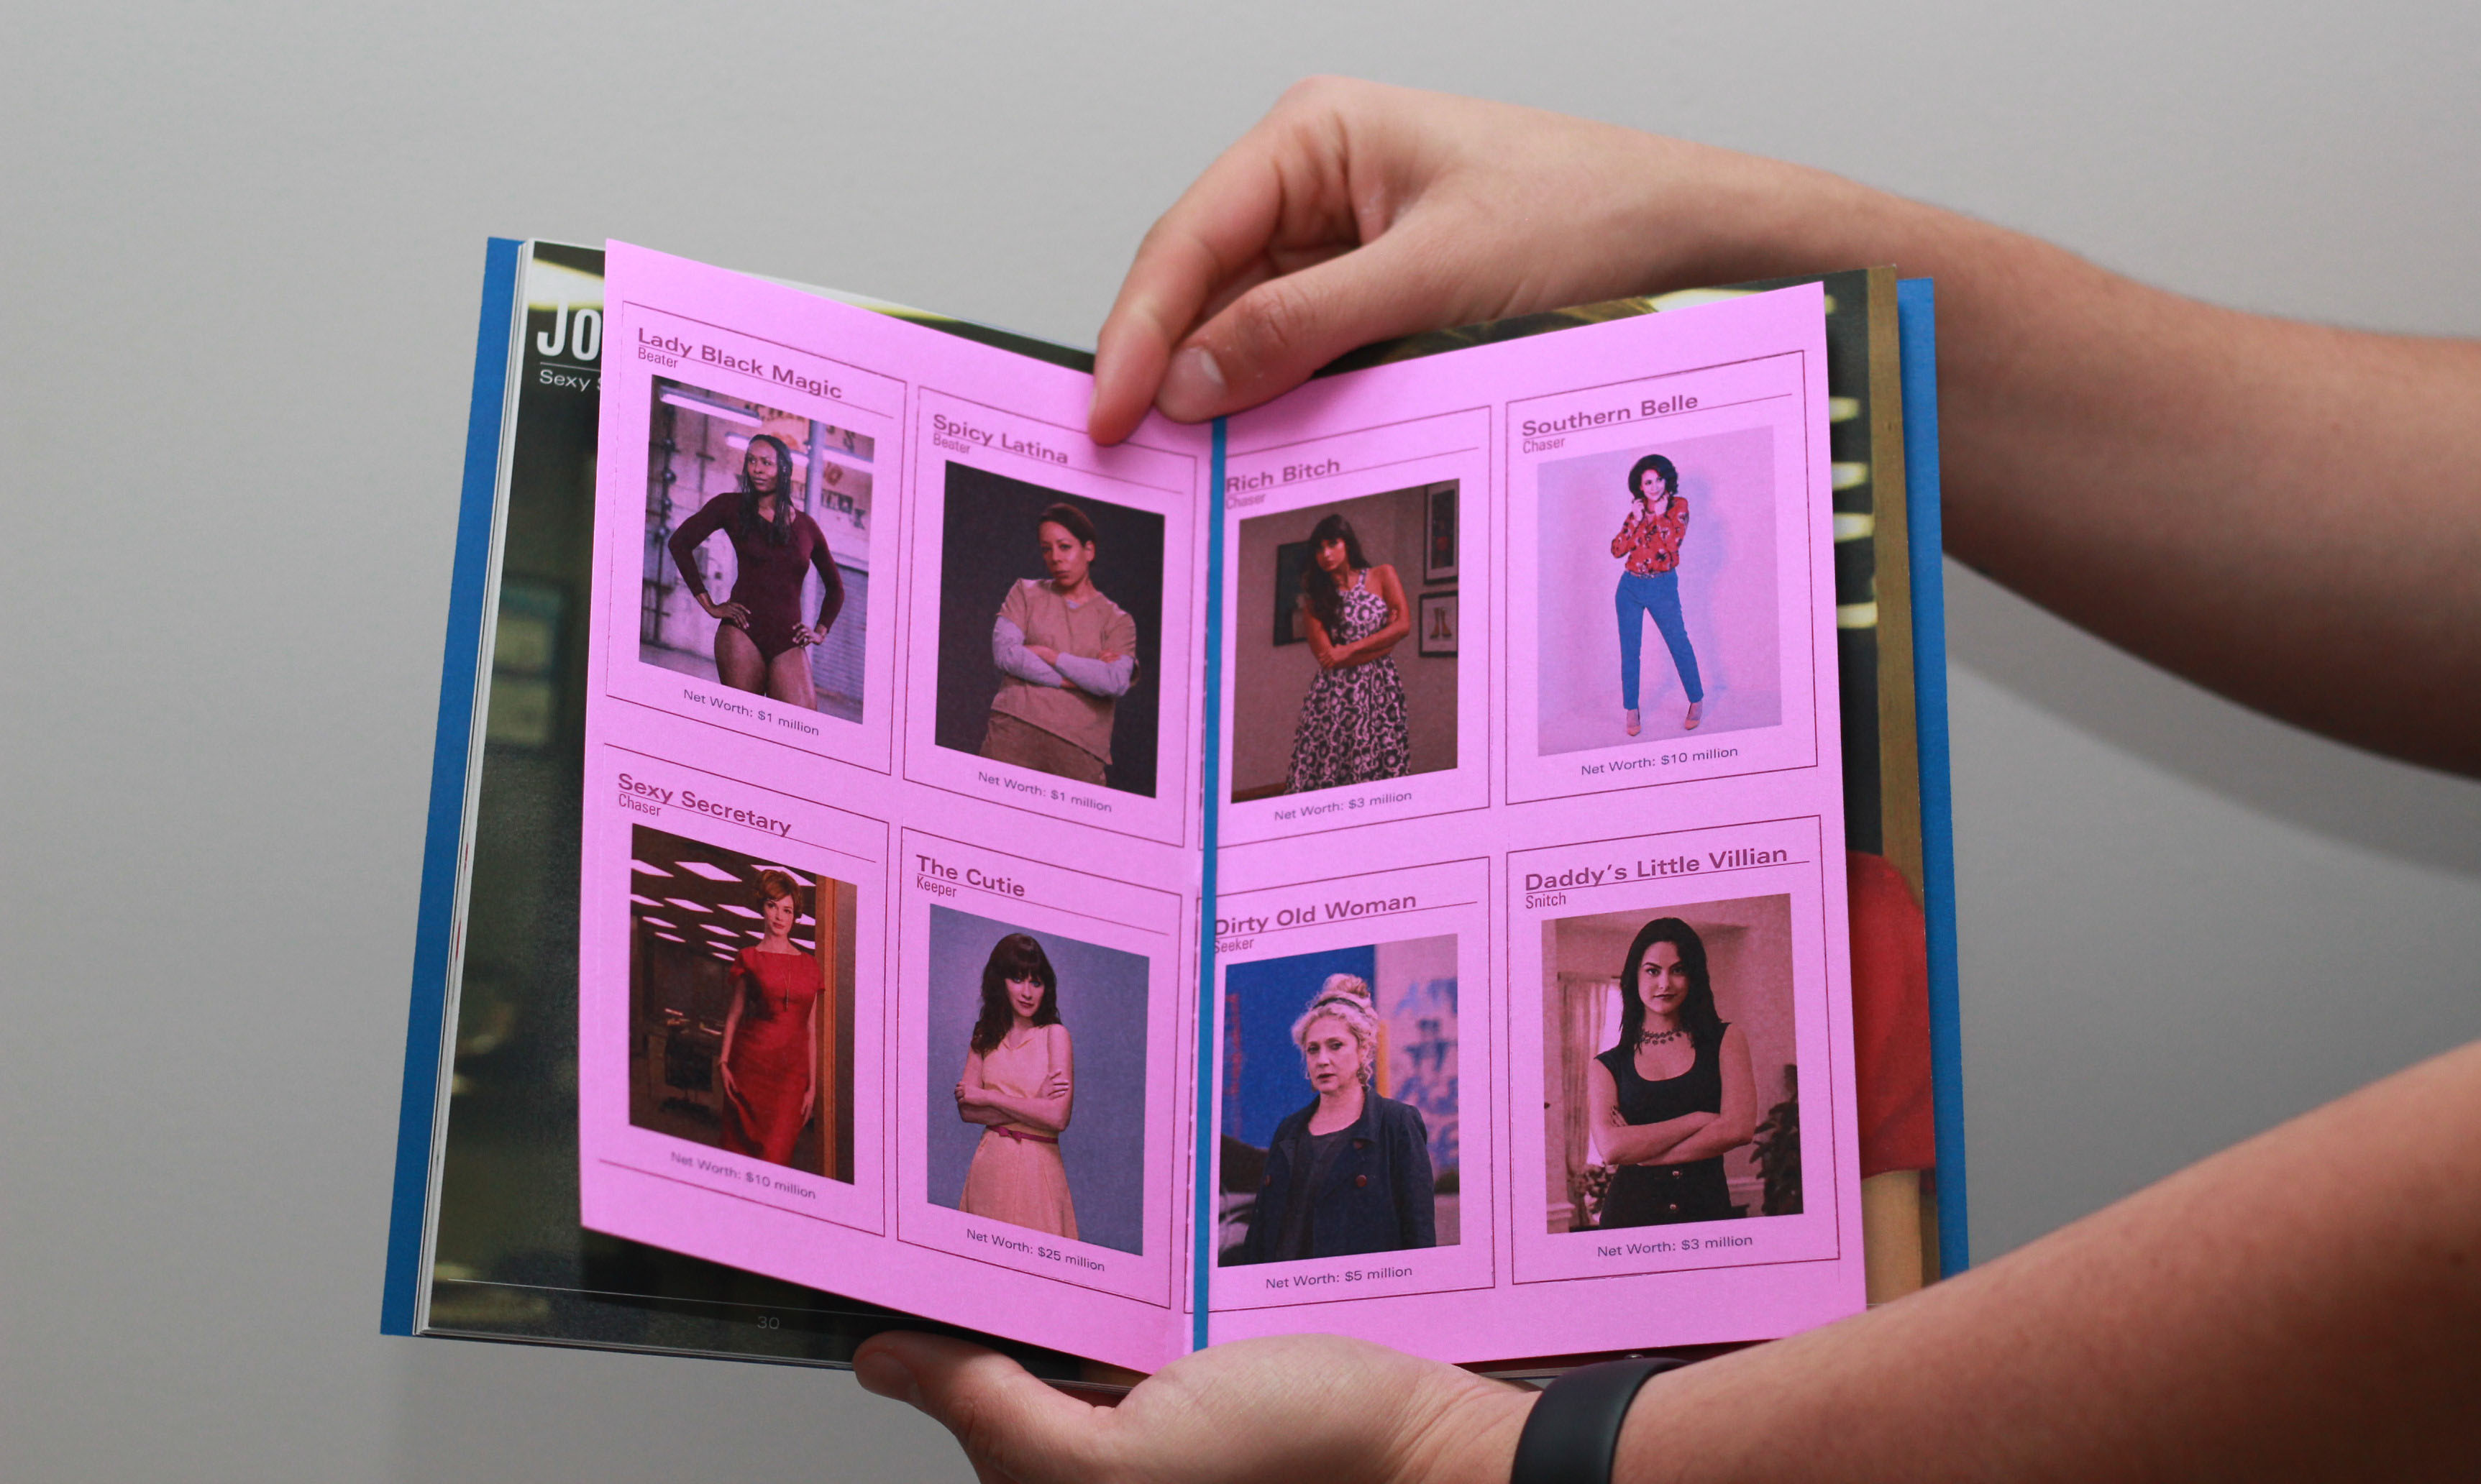 JO
Sexy
Lady Black Magic
Beater
Net Worth: $1 million
Spicy Latina
Beater
Net Worth: $1 million
Rich Bitch
Chaser
Net Worth: $3 million
Southern Belle
Chaser
Net Worth: $10 million
Sexy Secretary
Chaser
Net Worth: $10 million
The Cutie
Keeper
Net Worth: $25 million
Dirty Old Woman
Seeker
Net Worth: $5 million
Daddy's Little Villian
Snitch
Net Worth: $3 million
30